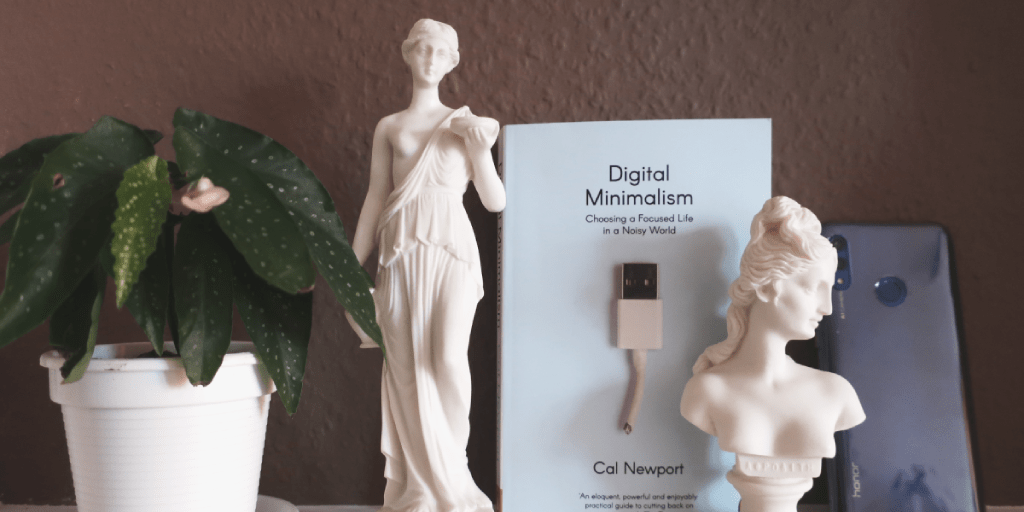 Digital
Minimalism
Choosing a Focused Life
in a Noisy World
Cal Newport
'An eloquent, powerful and enjoyably
practical guide to cutting back on
honor